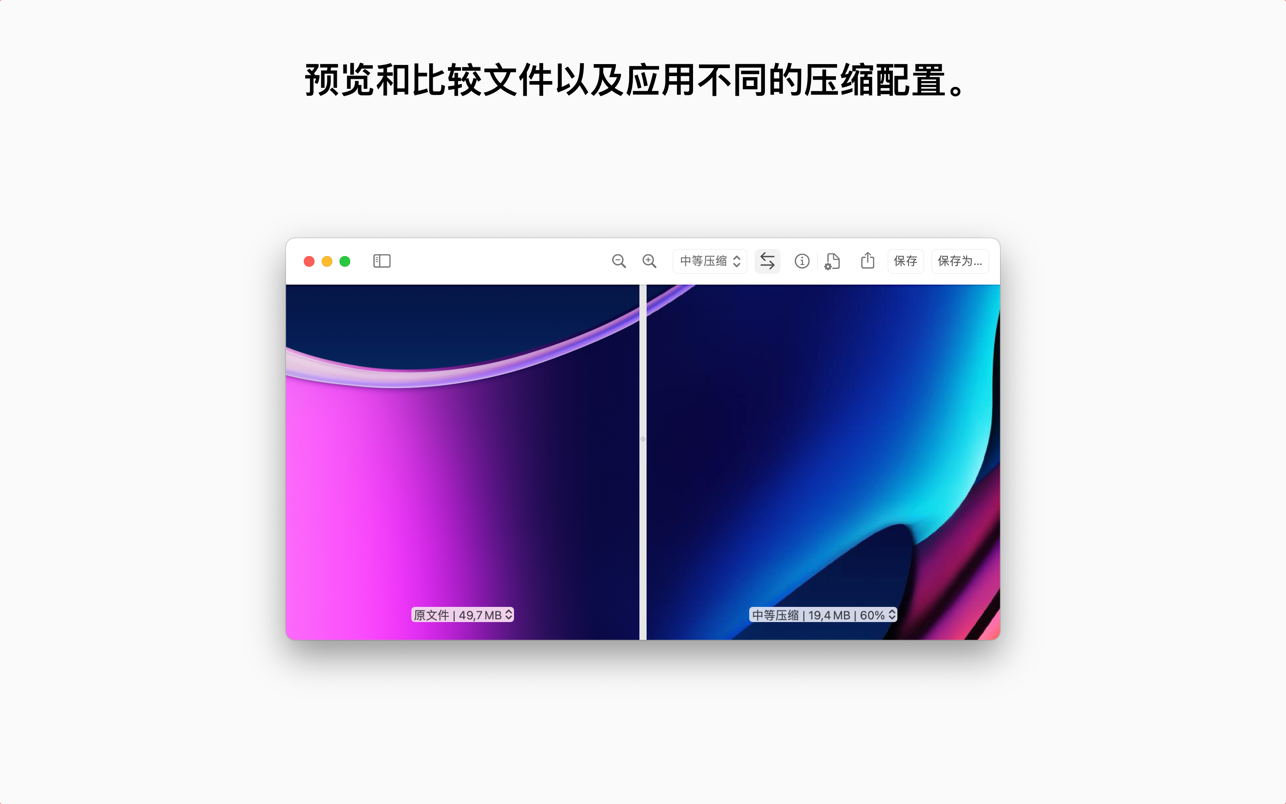 预览和比较文件以及应用不同的压缩配置。
中等压缩
保存
保存为...
原文件 | 49,7 MB
中等压缩 | 19,4 MB | 60%